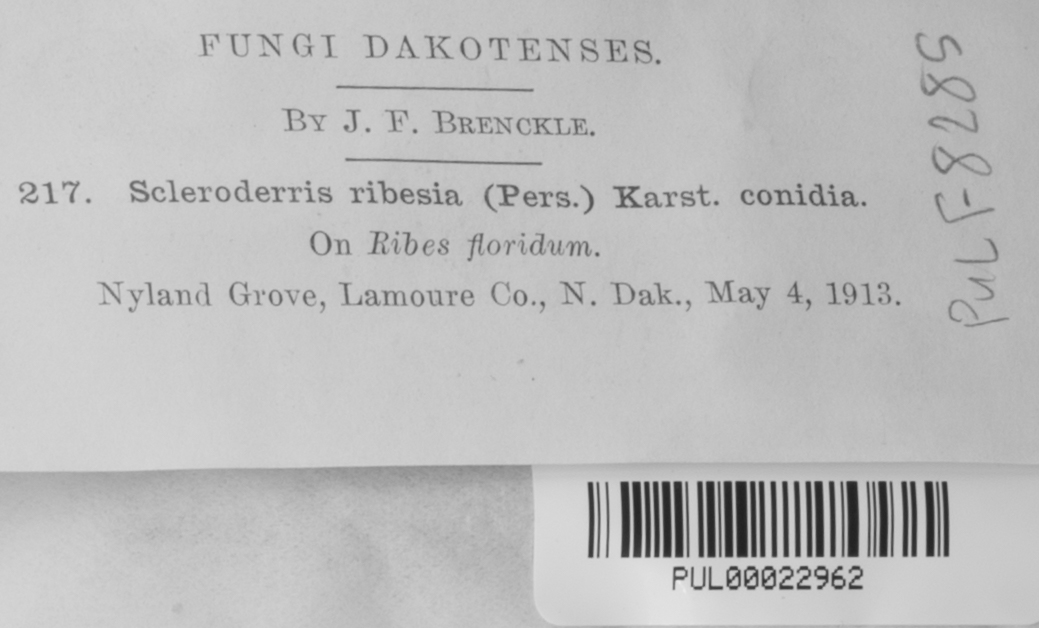 FUNGI DAKOTENSES.
By J. F. Brenckle.
217. Scleroderris ribesia (Pers.) Karst. conidia.
On Ribes floridum.
Nyland Grove, Lamoure Co., N. Dak., May 4, 1913.
PUL F8285
PUL00022962